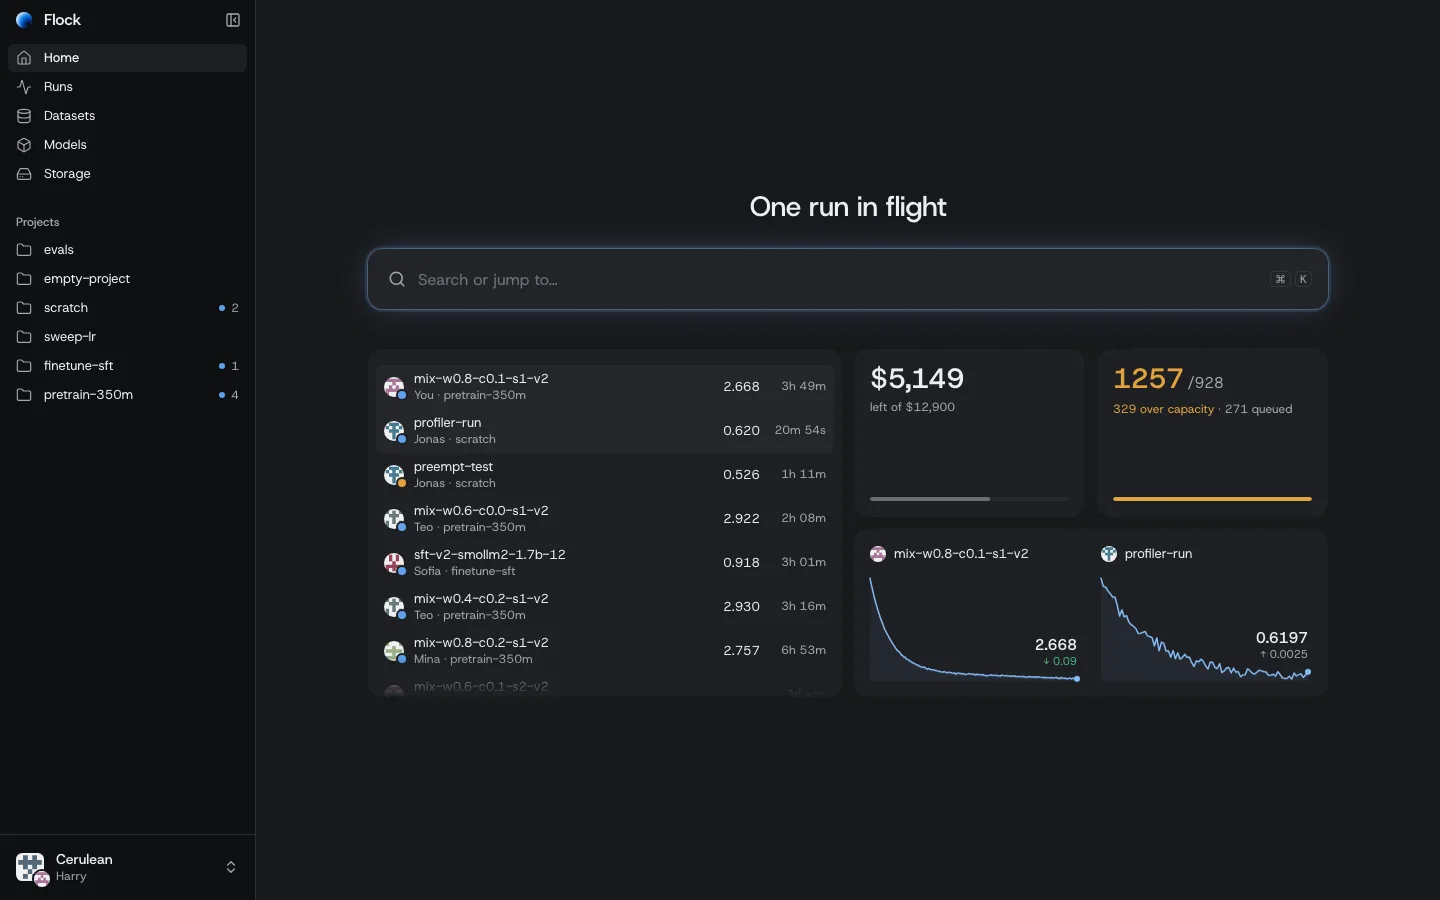 Flock
Home
Runs
Datasets
Models
Storage
Projects
evals
empty-project
scratch 2
sweep-lr
finetune-sft 1
pretrain-350m 4
Cerulean
Harry
One run in flight
Search or jump to...
⌘ K
mix-w0.8-c0.1-s1-v2
You · pretrain-350m
2.668 3h 49m
profiler-run
Jonas · scratch
0.620 20m 54s
preempt-test
Jonas · scratch
0.526 1h 11m
mix-w0.6-c0.0-s1-v2
Teo · pretrain-350m
2.922 2h 08m
sft-v2-smollm2-1.7b-12
Sofia · finetune-sft
0.918 3h 01m
mix-w0.4-c0.2-s1-v2
Teo · pretrain-350m
2.930 3h 16m
mix-w0.8-c0.2-s1-v2
Mina · pretrain-350m
2.757 6h 53m
mix-w0.6-c0.1-s2-v2
$5,149
left of $12,900
1257 /928
329 over capacity · 271 queued
mix-w0.8-c0.1-s1-v2
2.668
↓ 0.09
profiler-run
0.6197
↑ 0.0025